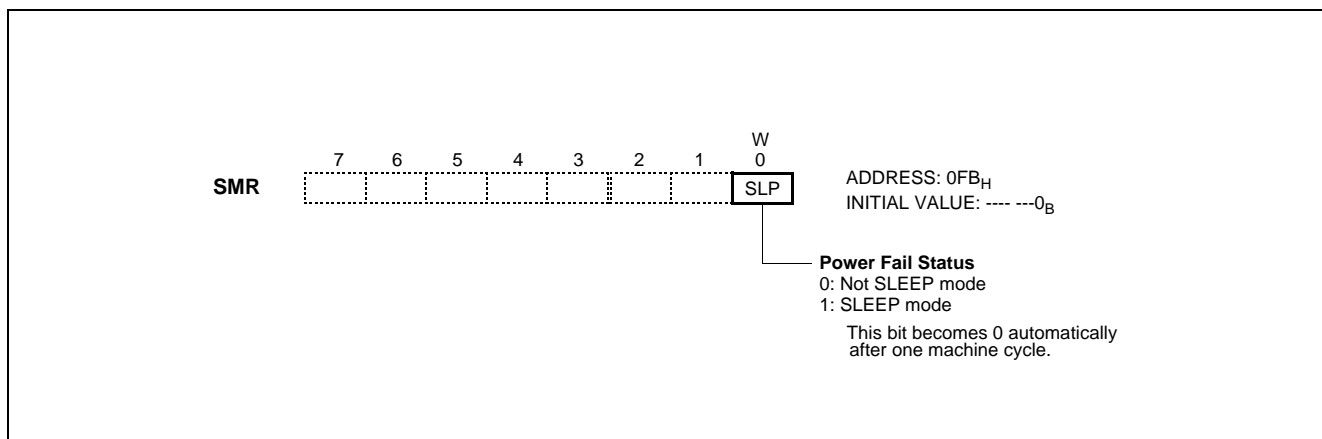 W
7 6 5 4 3 2 1 0
SMR SLP
ADDRESS: 0FBH
INITIAL VALUE: ---- ---0B
Power Fail Status
0: Not SLEEP mode
1: SLEEP mode
This bit becomes 0 automatically
after one machine cycle.